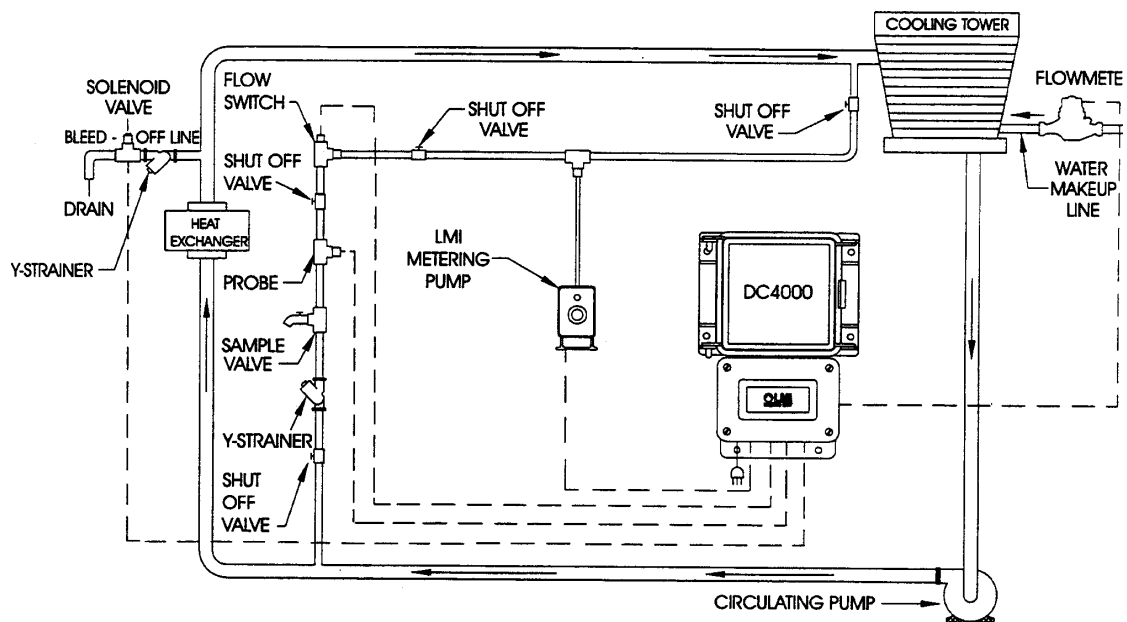 COOLING TOWER
SOLENOID
VALVE
FLOW
SWITCH
FLOWMETE
SHUT OFF
VALVE
SHUT OFF
VALVE
BLEED - OFF LINE
SHUT OFF
VALVE
WATER
MAKEUP
LINE
DRAIN
HEAT
EXCHANGER
LMI
METERING
PUMP
Y-STRAINER
PROBE
DC4000
SAMPLE
VALVE
Y-STRAINER
SHUT
OFF
VALVE
CIRCULATING PUMP